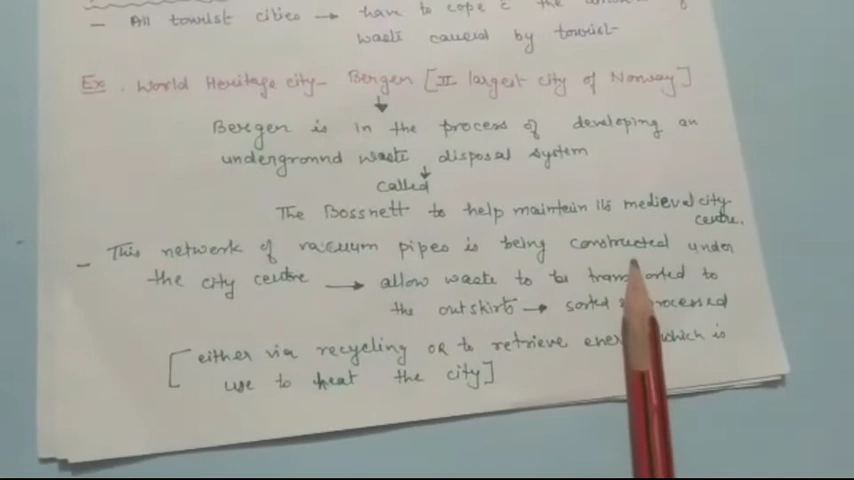 - All tourist cities → have to cope c̄ the
waste caused by tourist
Ex. World Heritage city- Bergen [II largest city of Norway]
↓
Bergen is in the process of developing an
underground waste disposal system
↓
called
The Bossnett to help maintain its medieval city
centre.
- This network of vacuum pipes is being constructed under
the city centre → allow waste to be transported to
the outskirts → sorted processed
[either via recycling OR to retrieve which is
use to heat the city]